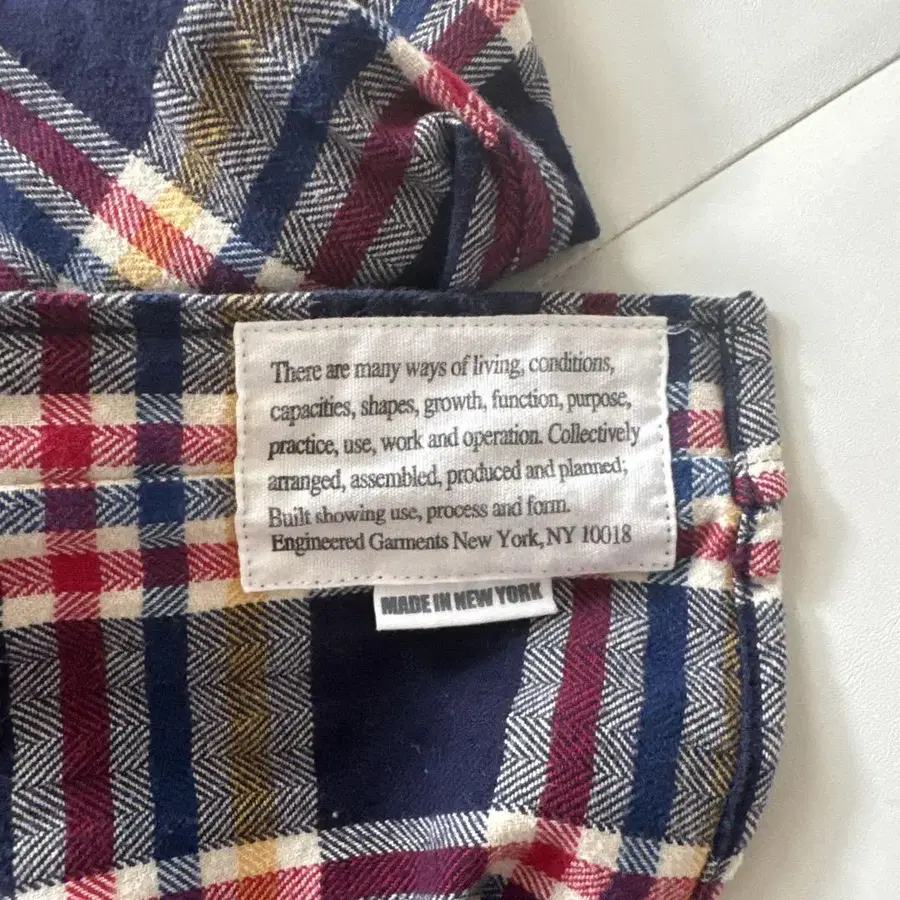 There are many ways of living, conditions,
capacities, shapes, growth, function, purpose,
practice, use, work and operation. Collectively
arranged, assembled, produced and planned;
Built showing use, process and form.
Engineered Garments New York, NY 10018
MADE IN NEW YORK